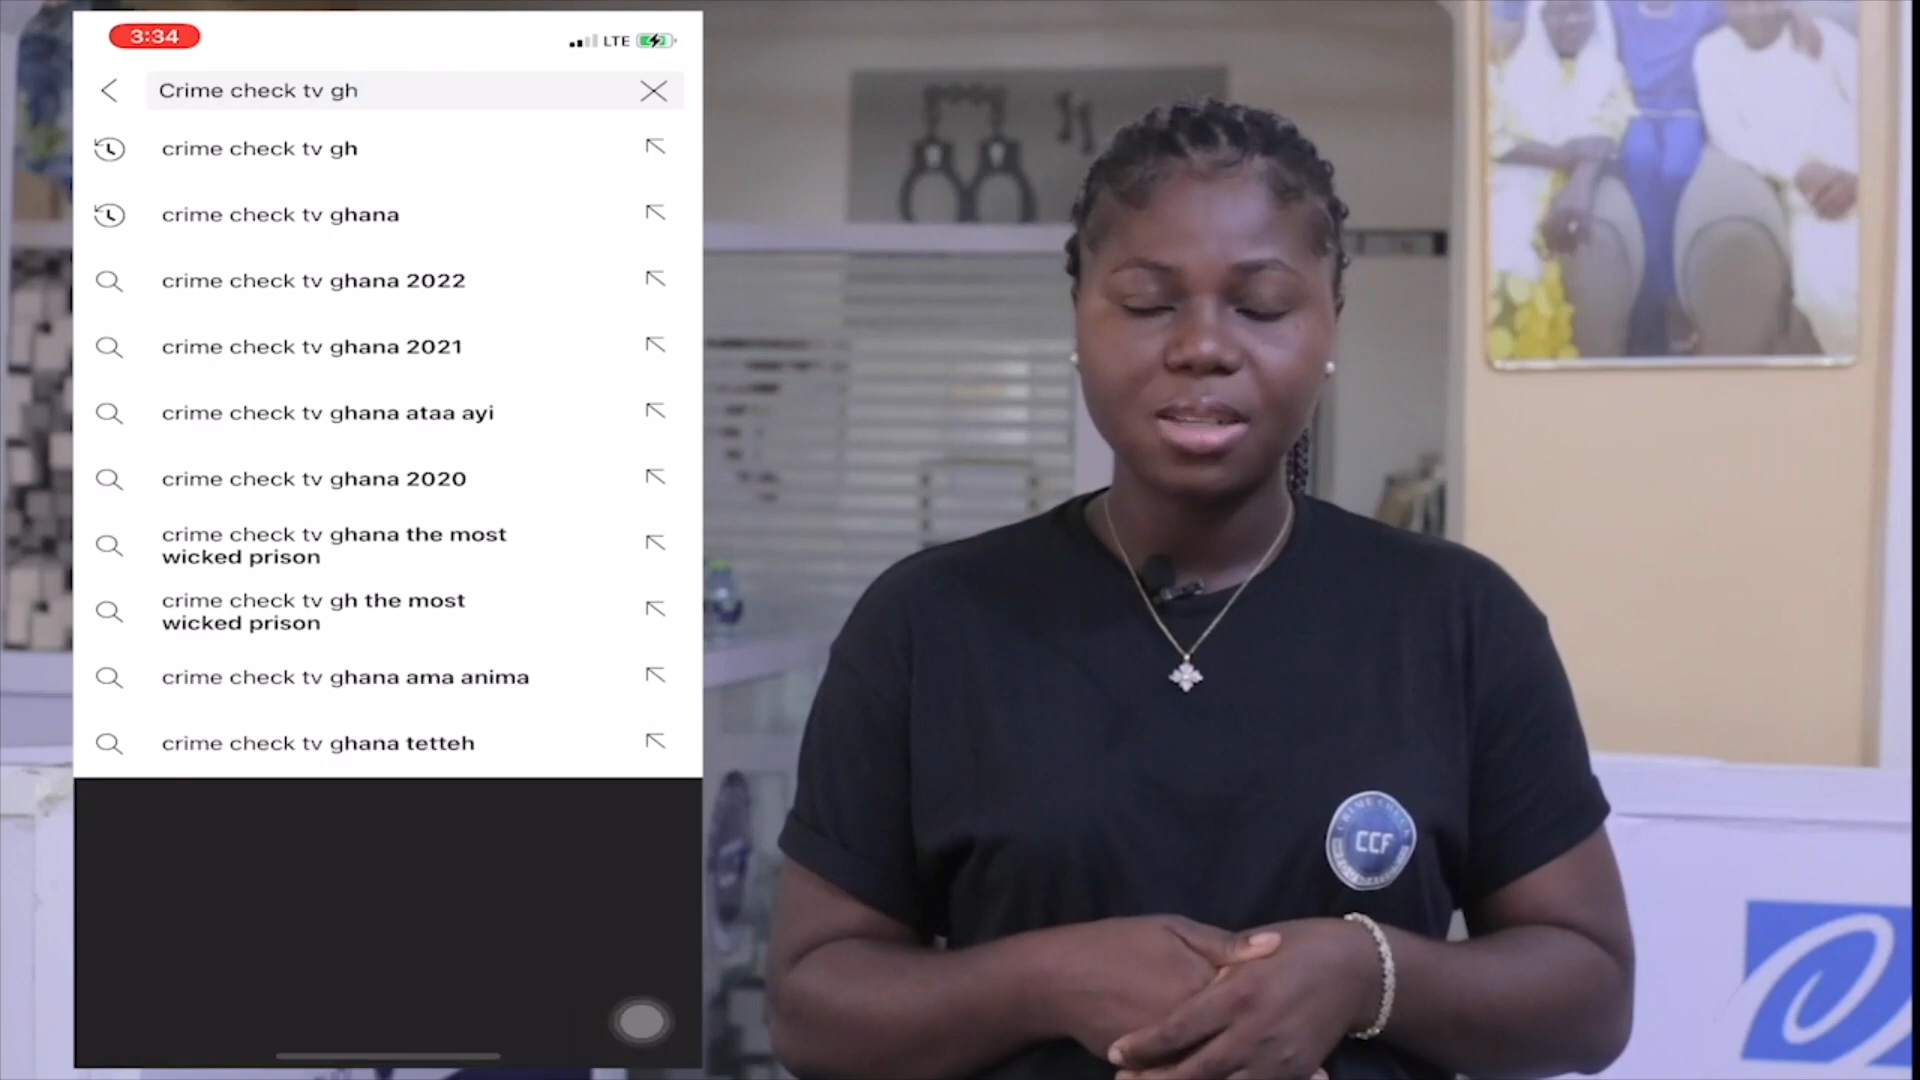 3:34
LTE
Crime check tv gh
crime check tv gh
crime check tv ghana
crime check tv ghana 2022
crime check tv ghana 2021
crime check tv ghana ataa ayi
crime check tv ghana 2020
crime check tv ghana the most
wicked prison
crime check tv gh the most
wicked prison
crime check tv ghana ama anima
crime check tv ghana tetteh
CRIME CHECK
CCF